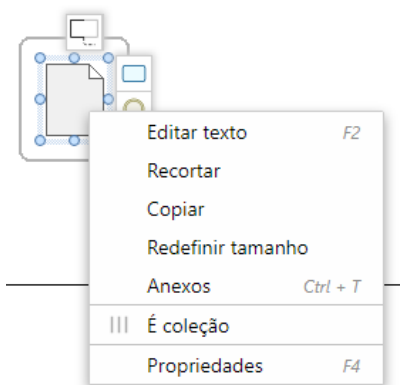 Editar texto F2
Recortar
Copiar
Redefinir tamanho
Anexos Ctrl + T
É coleção
Propriedades F4